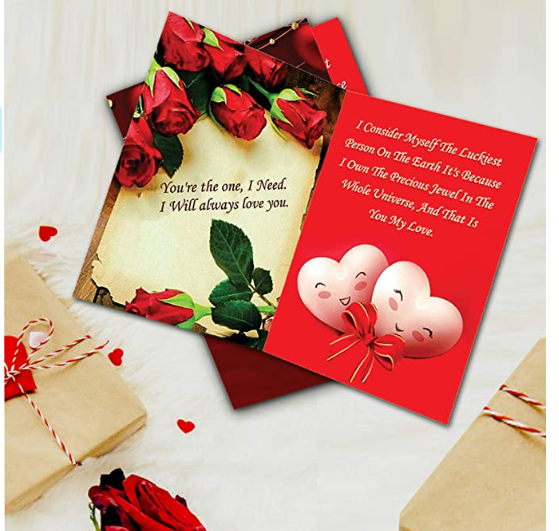 You're the one, I Need.
I Will always love you.
I Consider Myself The Luckiest
Person On The Earth It's Because
I Own The Precious Jewel In The
Whole Universe, And That Is
You My Love.